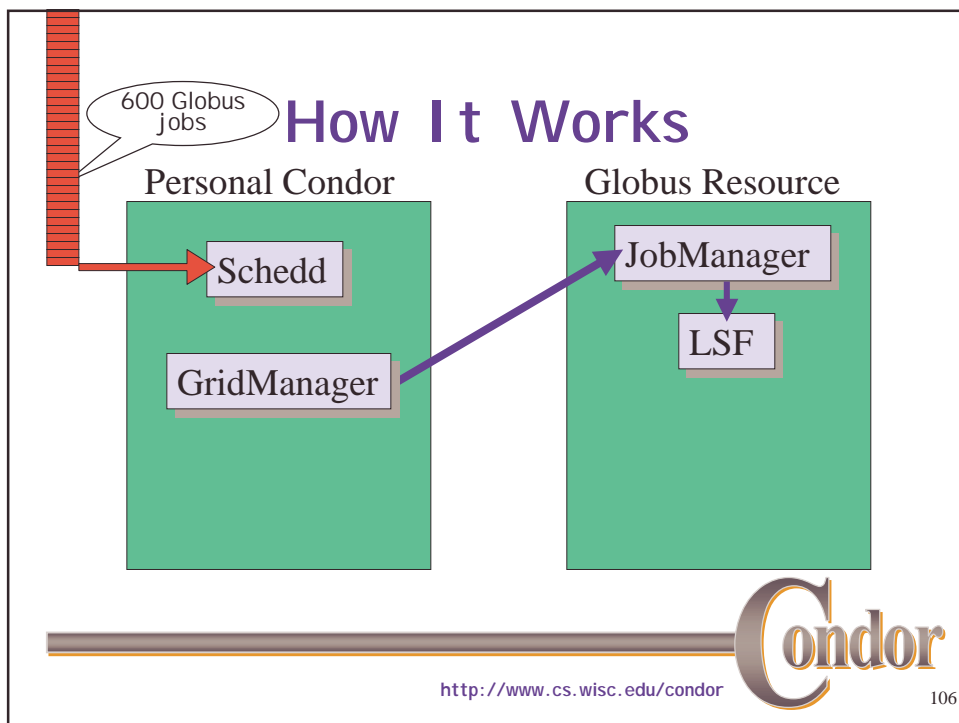 600 Globus
jobs
How It Works
Personal Condor
Globus Resource
Schedd
JobManager
LSF
GridManager
Condor
http://www.cs.wisc.edu/condor
106